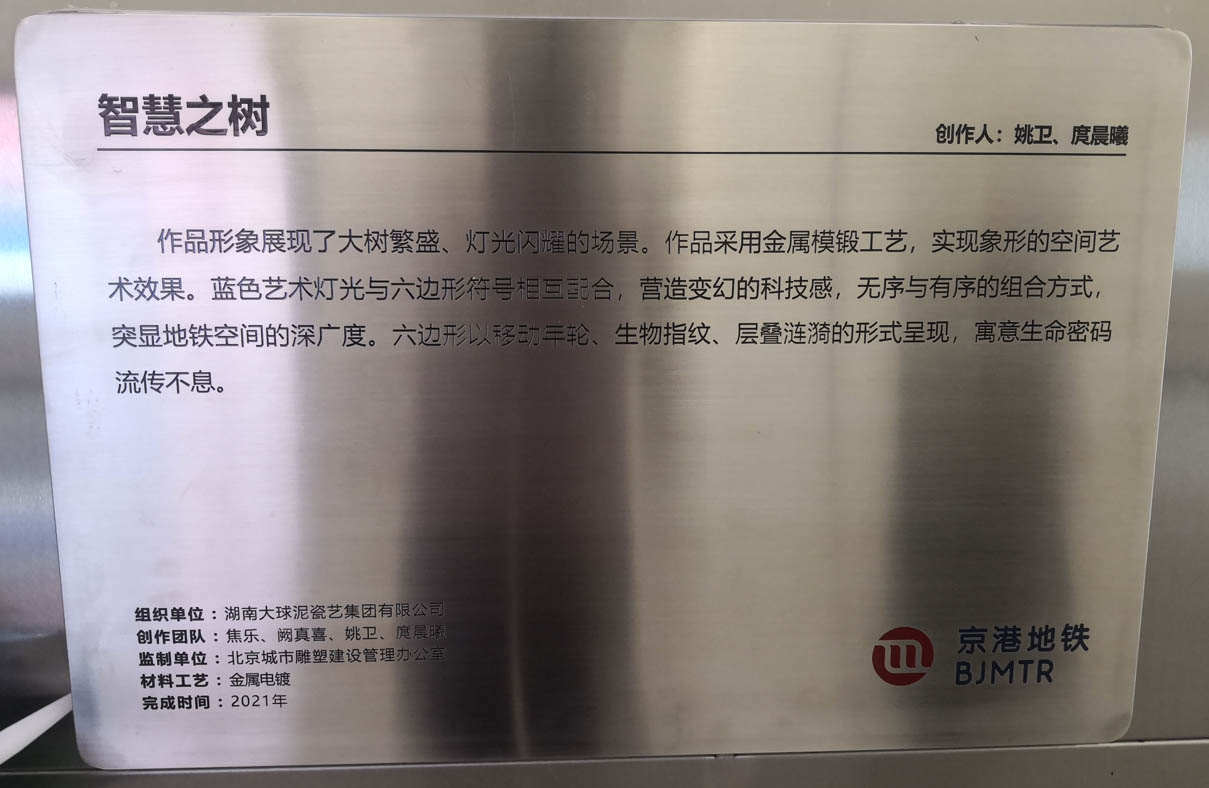 智慧之树
创作人：姚卫、庹晨曦
作品形象展现了大树繁盛、灯光闪耀的场景。作品采用金属模锻工艺，实现象形的空间艺
术效果。蓝色艺术灯光与六边形符号相互配合，营造变幻的科技感，无序与有序的组合方式，
突显地铁空间的深广度。六边形以移动年轮、生物指纹、层叠涟漪的形式呈现，寓意生命密码
流传不息。
组织单位：湖南大球泥瓷艺集团有限公司
创作团队：焦乐、阙真喜、姚卫、庹晨曦
监制单位：北京城市雕塑建设管理办公室
材料工艺：金属电镀
完成时间：2021年
京港地铁
BJMTR